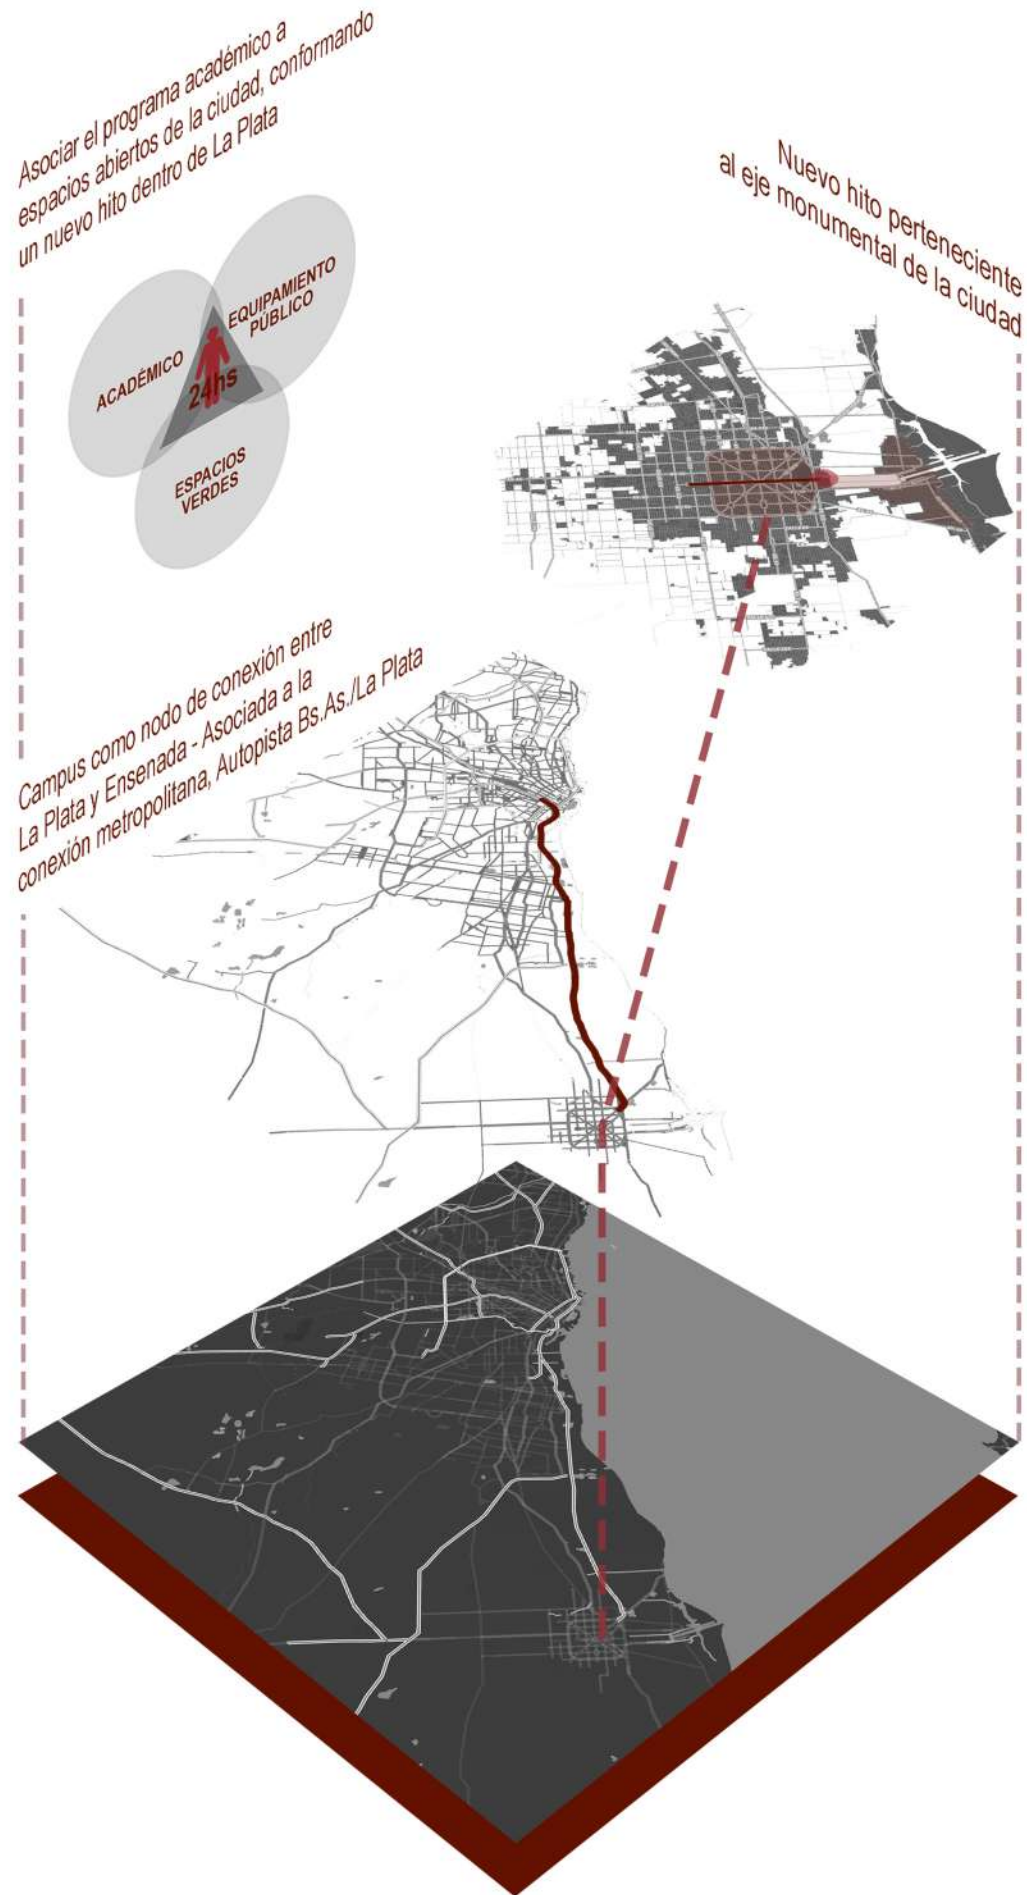 Asociar el programa académico a
espacios abiertos de la ciudad, conformando
un nuevo hito dentro de La Plata
Nuevo hito perteneciente
al eje monumental de la ciudad
EQUIPAMIENTO
PÚBLICO
ACADÉMICO
24hs
ESPACIOS
VERDES
Campus como nodo de conexión entre
La Plata y Ensenada - Asociada a la
conexión metropolitana, Autopista Bs.As./La Plata